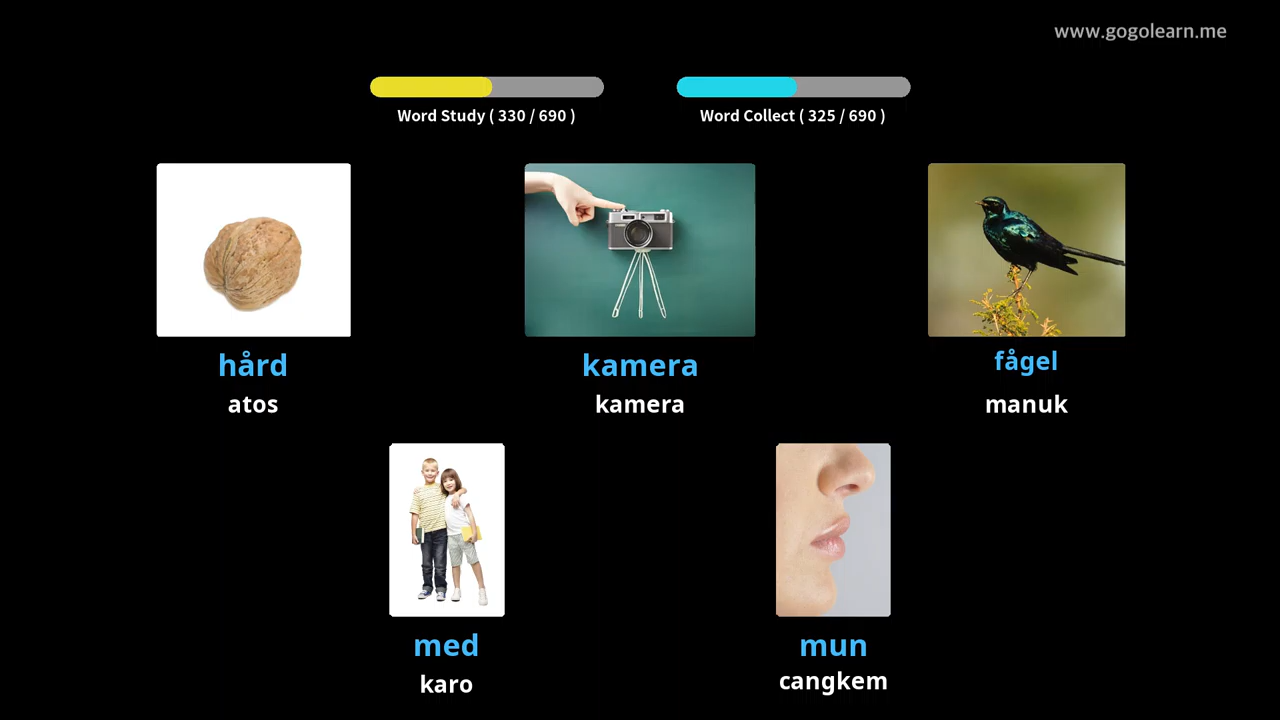 www.gogolearn.me
Word Study ( 330 / 690 )
Word Collect ( 325 / 690 )
hård
atos
kamera
kamera
fågel
manuk
med
karo
mun
cangkem